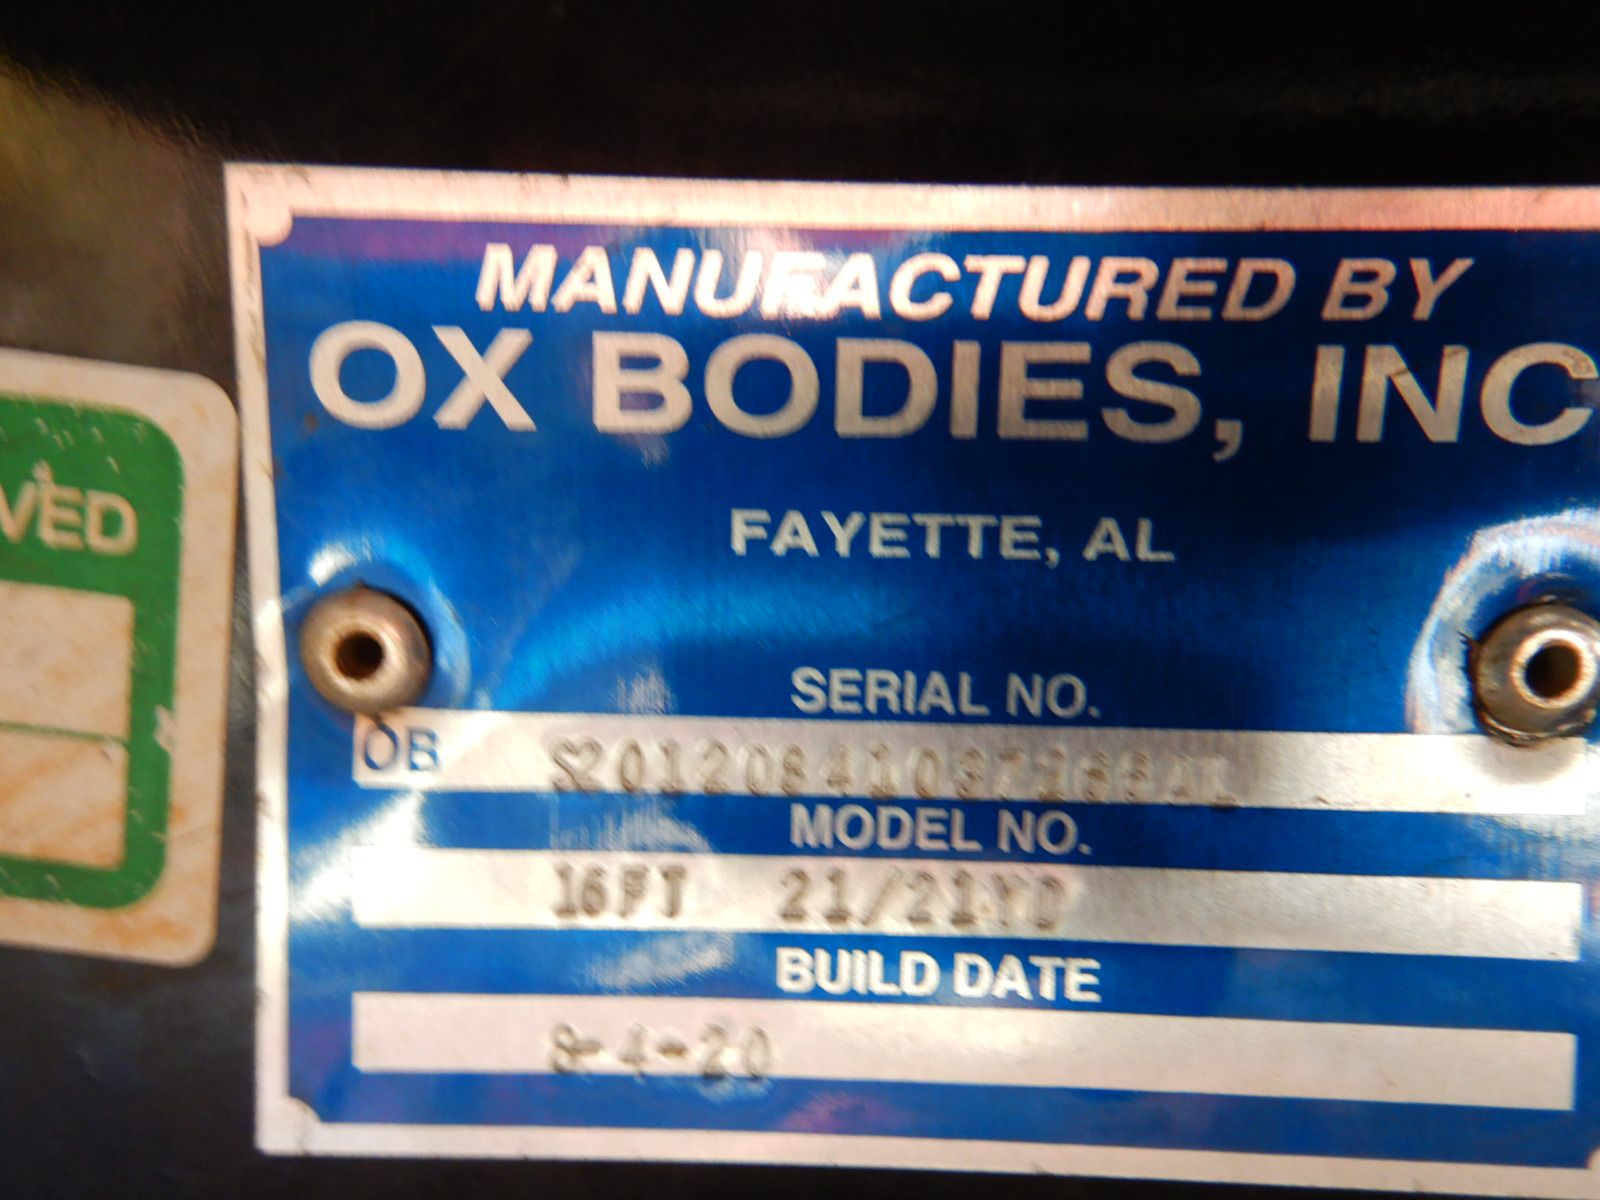 MANUFACTURED BY
OX BODIES, INC
FAYETTE, AL
VED
SERIAL NO.
OB
MODEL NO.
16FT 21/21YD
BUILD DATE
8-4-20